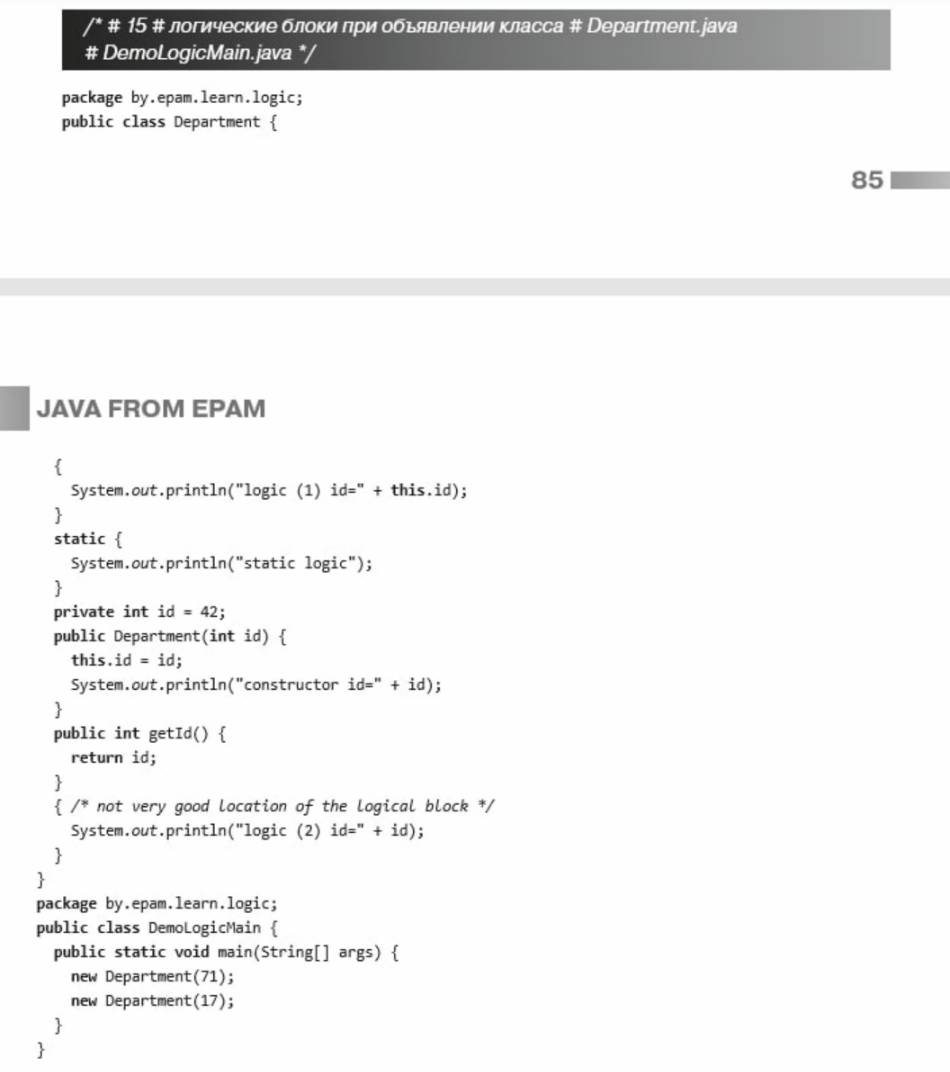 /* # 15 # логические блоки при объявлении класса # Department.java
# DemoLogicMain.java */
package by.epam.learn.logic;
public class Department {
85
JAVA FROM EPAM
{
System.out.println("logic (1) id=" + this.id);
}
static {
System.out.println("static logic");
}
private int id = 42;
public Department(int id) {
this.id = id;
System.out.println("constructor id=" + id);
}
public int getId() {
return id;
}
{ /* not very good location of the logical block */
System.out.println("logic (2) id=" + id);
}
}
package by.epam.learn.logic;
public class DemoLogicMain {
public static void main(String[] args) {
new Department(71);
new Department(17);
}
}